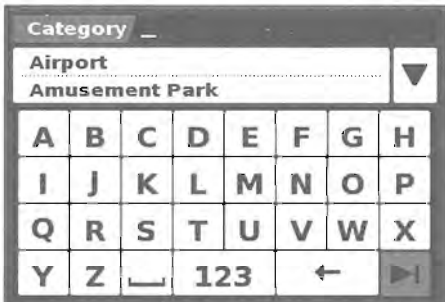 Category _
Airport
Amusement Park
A B C D E F G H
I J K L M N O P
Q R S T U V W X
Y Z 123